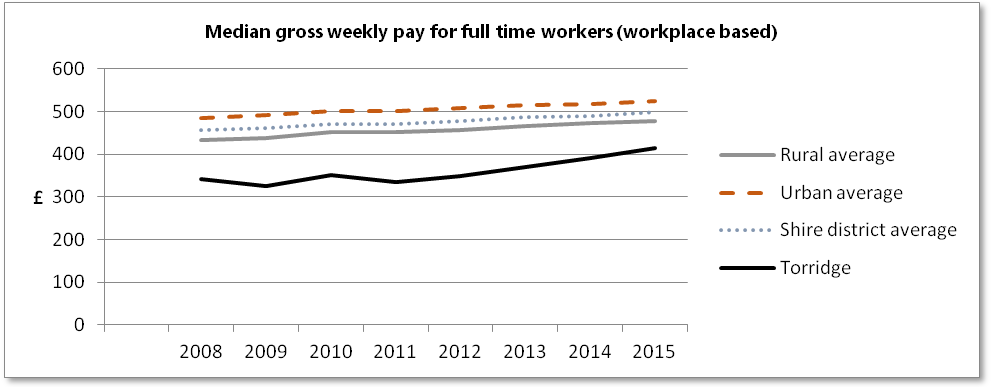 Median gross weekly pay for full time workers (workplace based)
600
500
400
300
200
100
0
£
2008 2009 2010 2011 2012 2013 2014 2015
Rural average
Urban average
Shire district average
Torridge